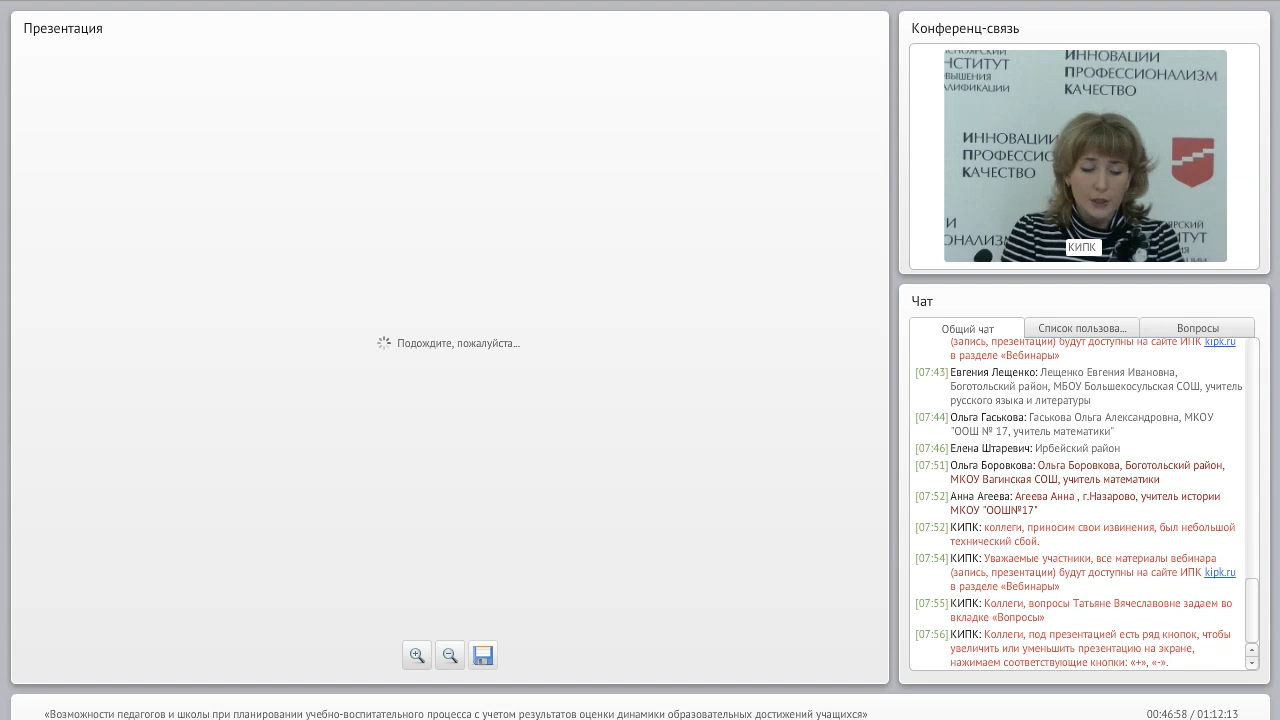 Презентация
Подождите, пожалуйста...
Конференц-связь
НСТИТУТ
ИННОВАЦИИ
ПРОФЕССИОНАЛИЗМ
КАЧЕСТВО
ИННОВАЦИИ
ПРОФЕССИО
КАЧЕСТВО
КИПК
Чат
Общий чат
Список пользова...
Вопросы
(запись, презентации) будут доступны на сайте ИПК kipk.ru
в разделе «Вебинары»
[07:43] Евгения Лещенко: Лещенко Евгения Ивановна,
Боготольский район, МБОУ Большекосульская СОШ, учитель
русского языка и литературы
[07:44] Ольга Гаськова: Гаськова Ольга Александровна, МКОУ
"ООШ № 17, учитель математики"
[07:46] Елена Штаревич: Ирбейский район
[07:51] Ольга Боровкова: Ольга Боровкова, Боготольский район,
МКОУ Вагинская СОШ, учитель математики
[07:52] Анна Агеева: Агеева Анна , г.Назарово, учитель истории
МКОУ "ООШ№17"
[07:52] КИПК: коллеги, приносим свои извинения, был небольшой
технический сбой.
[07:54] КИПК: Уважаемые участники, все материалы вебинара
(запись, презентации) будут доступны на сайте ИПК kipk.ru
в разделе «Вебинары»
[07:55] КИПК: Коллеги, вопросы Татьяне Вячеславовне задаем во
вкладке «Вопросы»
[07:56] КИПК: Коллеги, под презентацией есть ряд кнопок, чтобы
увеличить или уменьшить презентацию на экране,
нажимаем соответствующие кнопки: «+», «-».
«Возможности педагогов и школы при планировании учебно-воспитательного процесса с учетом результатов оценки динамики образовательных достижений учащихся»
00:46:58 / 01:12:13